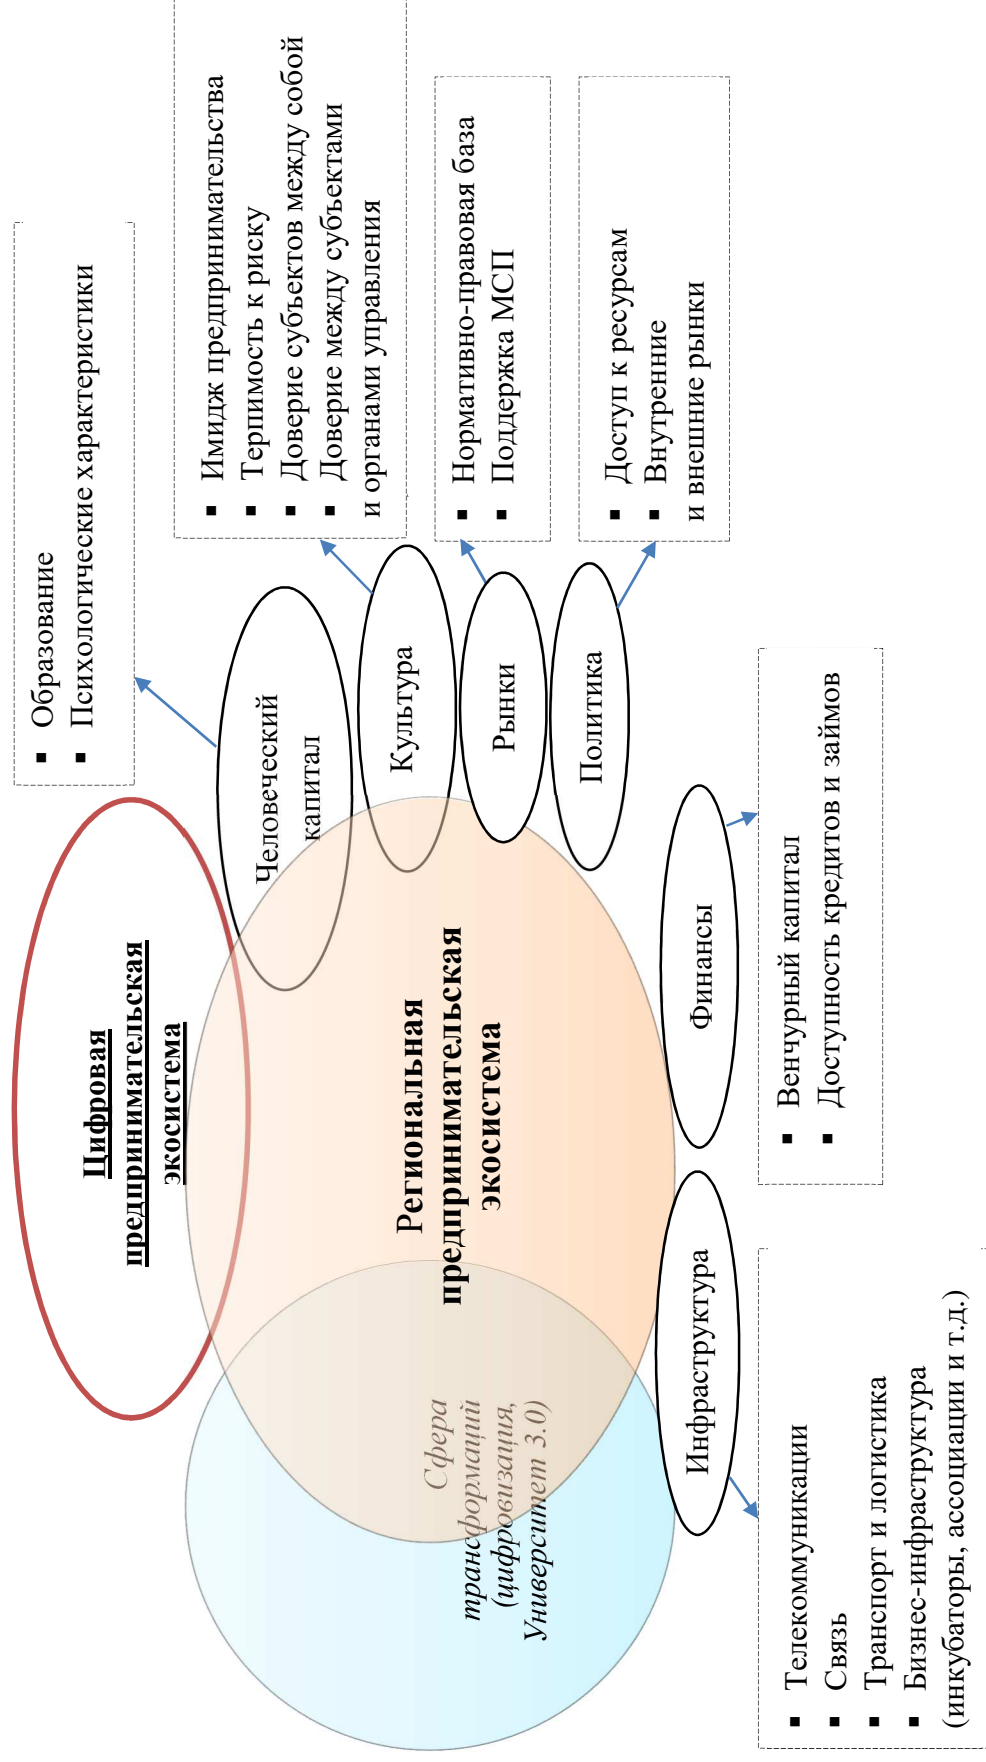 Цифровая
предпринимательская
экосистема
Региональная
предпринимательская
экосистема
Сфера
трансформаций
(цифровизация,
Университет 3.0)
Человеческий
капитал
▪ Образование
▪ Психологические характеристики
Культура
▪ Имидж предпринимательства
▪ Терпимость к риску
▪ Доверие субъектов между собой
▪ Доверие между субъектами
и органами управления
Рынки
▪ Нормативно-правовая база
▪ Поддержка МСП
Политика
▪ Доступ к ресурсам
▪ Внутренние
и внешние рынки
Финансы
▪ Венчурный капитал
▪ Доступность кредитов и займов
Инфраструктура
▪ Телекоммуникации
▪ Связь
▪ Транспорт и логистика
▪ Бизнес-инфраструктура
(инкубаторы, ассоциации и т.д.)